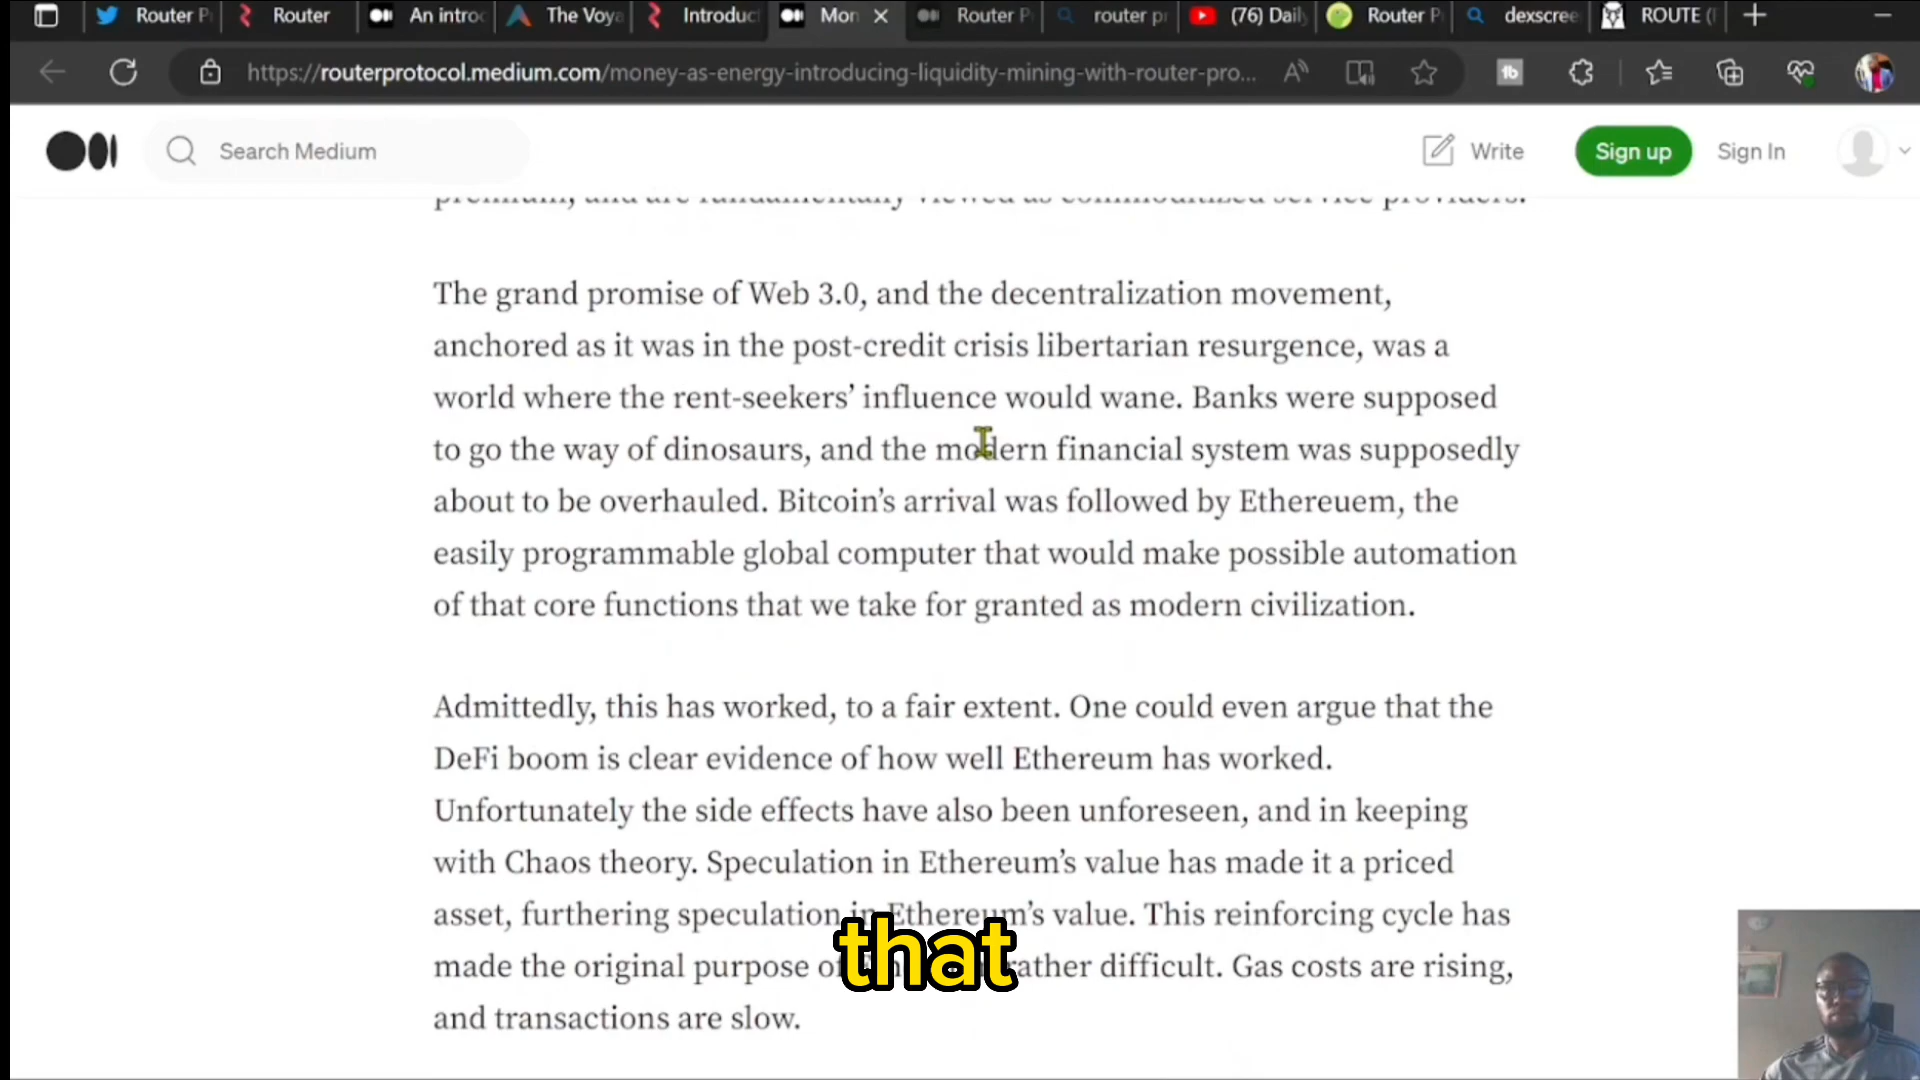 Router P
Router
An intro
The Voya
Introduc
Mon
Router P
router pr
(76) Daily
Router P
dexscree
ROUTE (
https://routerprotocol.medium.com/money-as-energy-introducing-liquidity-mining-with-router-pro...
Search Medium
Write
Sign up
Sign In
premium, and are fundamentally viewed as commoditized service providers.
The grand promise of Web 3.0, and the decentralization movement,
anchored as it was in the post-credit crisis libertarian resurgence, was a
world where the rent-seekers’ influence would wane. Banks were supposed
to go the way of dinosaurs, and the modern financial system was supposedly
about to be overhauled. Bitcoin’s arrival was followed by Ethereuem, the
easily programmable global computer that would make possible automation
of that core functions that we take for granted as modern civilization.
Admittedly, this has worked, to a fair extent. One could even argue that the
DeFi boom is clear evidence of how well Ethereum has worked.
Unfortunately the side effects have also been unforeseen, and in keeping
with Chaos theory. Speculation in Ethereum’s value has made it a priced
asset, furthering speculation in Ethereum’s value. This reinforcing cycle has
made the original purpose of rather difficult. Gas costs are rising,
that
and transactions are slow.